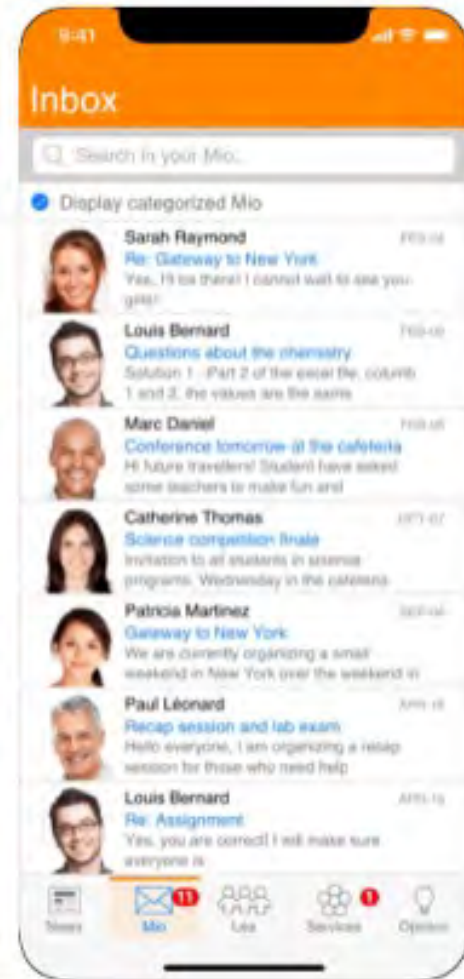 9:41
Inbox
Search in your Mio...
Display categorized Mio
Sarah Raymond
Re: Gateway to New York
Yes, I'll be there! I cannot wait to see you
girls!
Louis Bernard
Questions about the chemistry
Solution 1 - Part 2 of the excel file, columb
1 and 2, the values are the same
Marc Daniel
Conference tomorrow at the cafeteria
Hi future travellers! Student have asked
some teachers to make fun and
Catherine Thomas
Science competition finale
Invitation to all students in science
programs. Wednesday in the cafeteria
Patricia Martinez
Gateway to New York
We are currently organizing a small
weekend in New York over the weekend in
Paul Léonard
Recap session and lab exam
Hello everyone, I am organizing a recap
session for those who need help
Louis Bernard
Re: Assignment
Yes, you are correct! I will make sure
everyone is
11 1
News Mio Lea Services Opinion